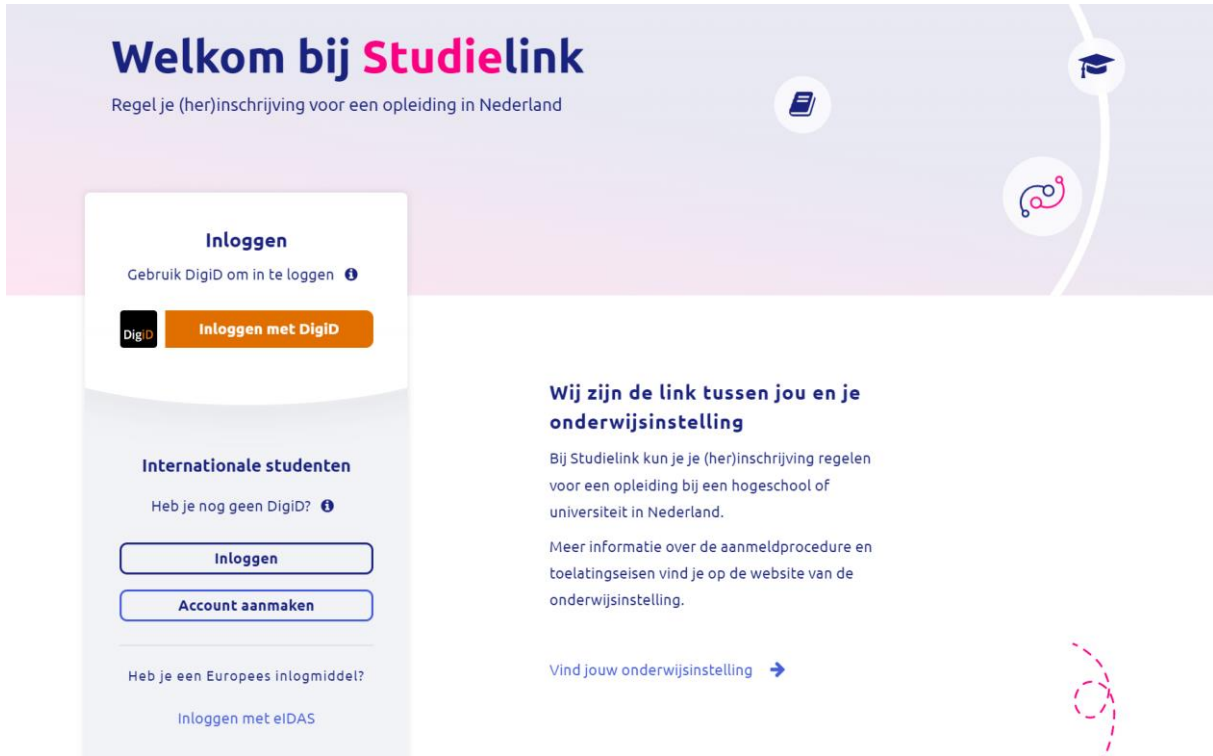 Welkom bij Studielink
Regel je (her)inschrijving voor een opleiding in Nederland
Inloggen
Gebruik DigiD om in te loggen
DigiD
Inloggen met DigiD
Internationale studenten
Heb je nog geen DigiD?
Inloggen
Account aanmaken
Heb je een Europees inlogmiddel?
Inloggen met eIDAS
Wij zijn de link tussen jou en je
onderwijsinstelling
Bij Studielink kun je je (her)inschrijving regelen
voor een opleiding bij een hogeschool of
universiteit in Nederland.
Meer informatie over de aanmeldprocedure en
toelatingseisen vind je op de website van de
onderwijsinstelling.
Vind jouw onderwijsinstelling